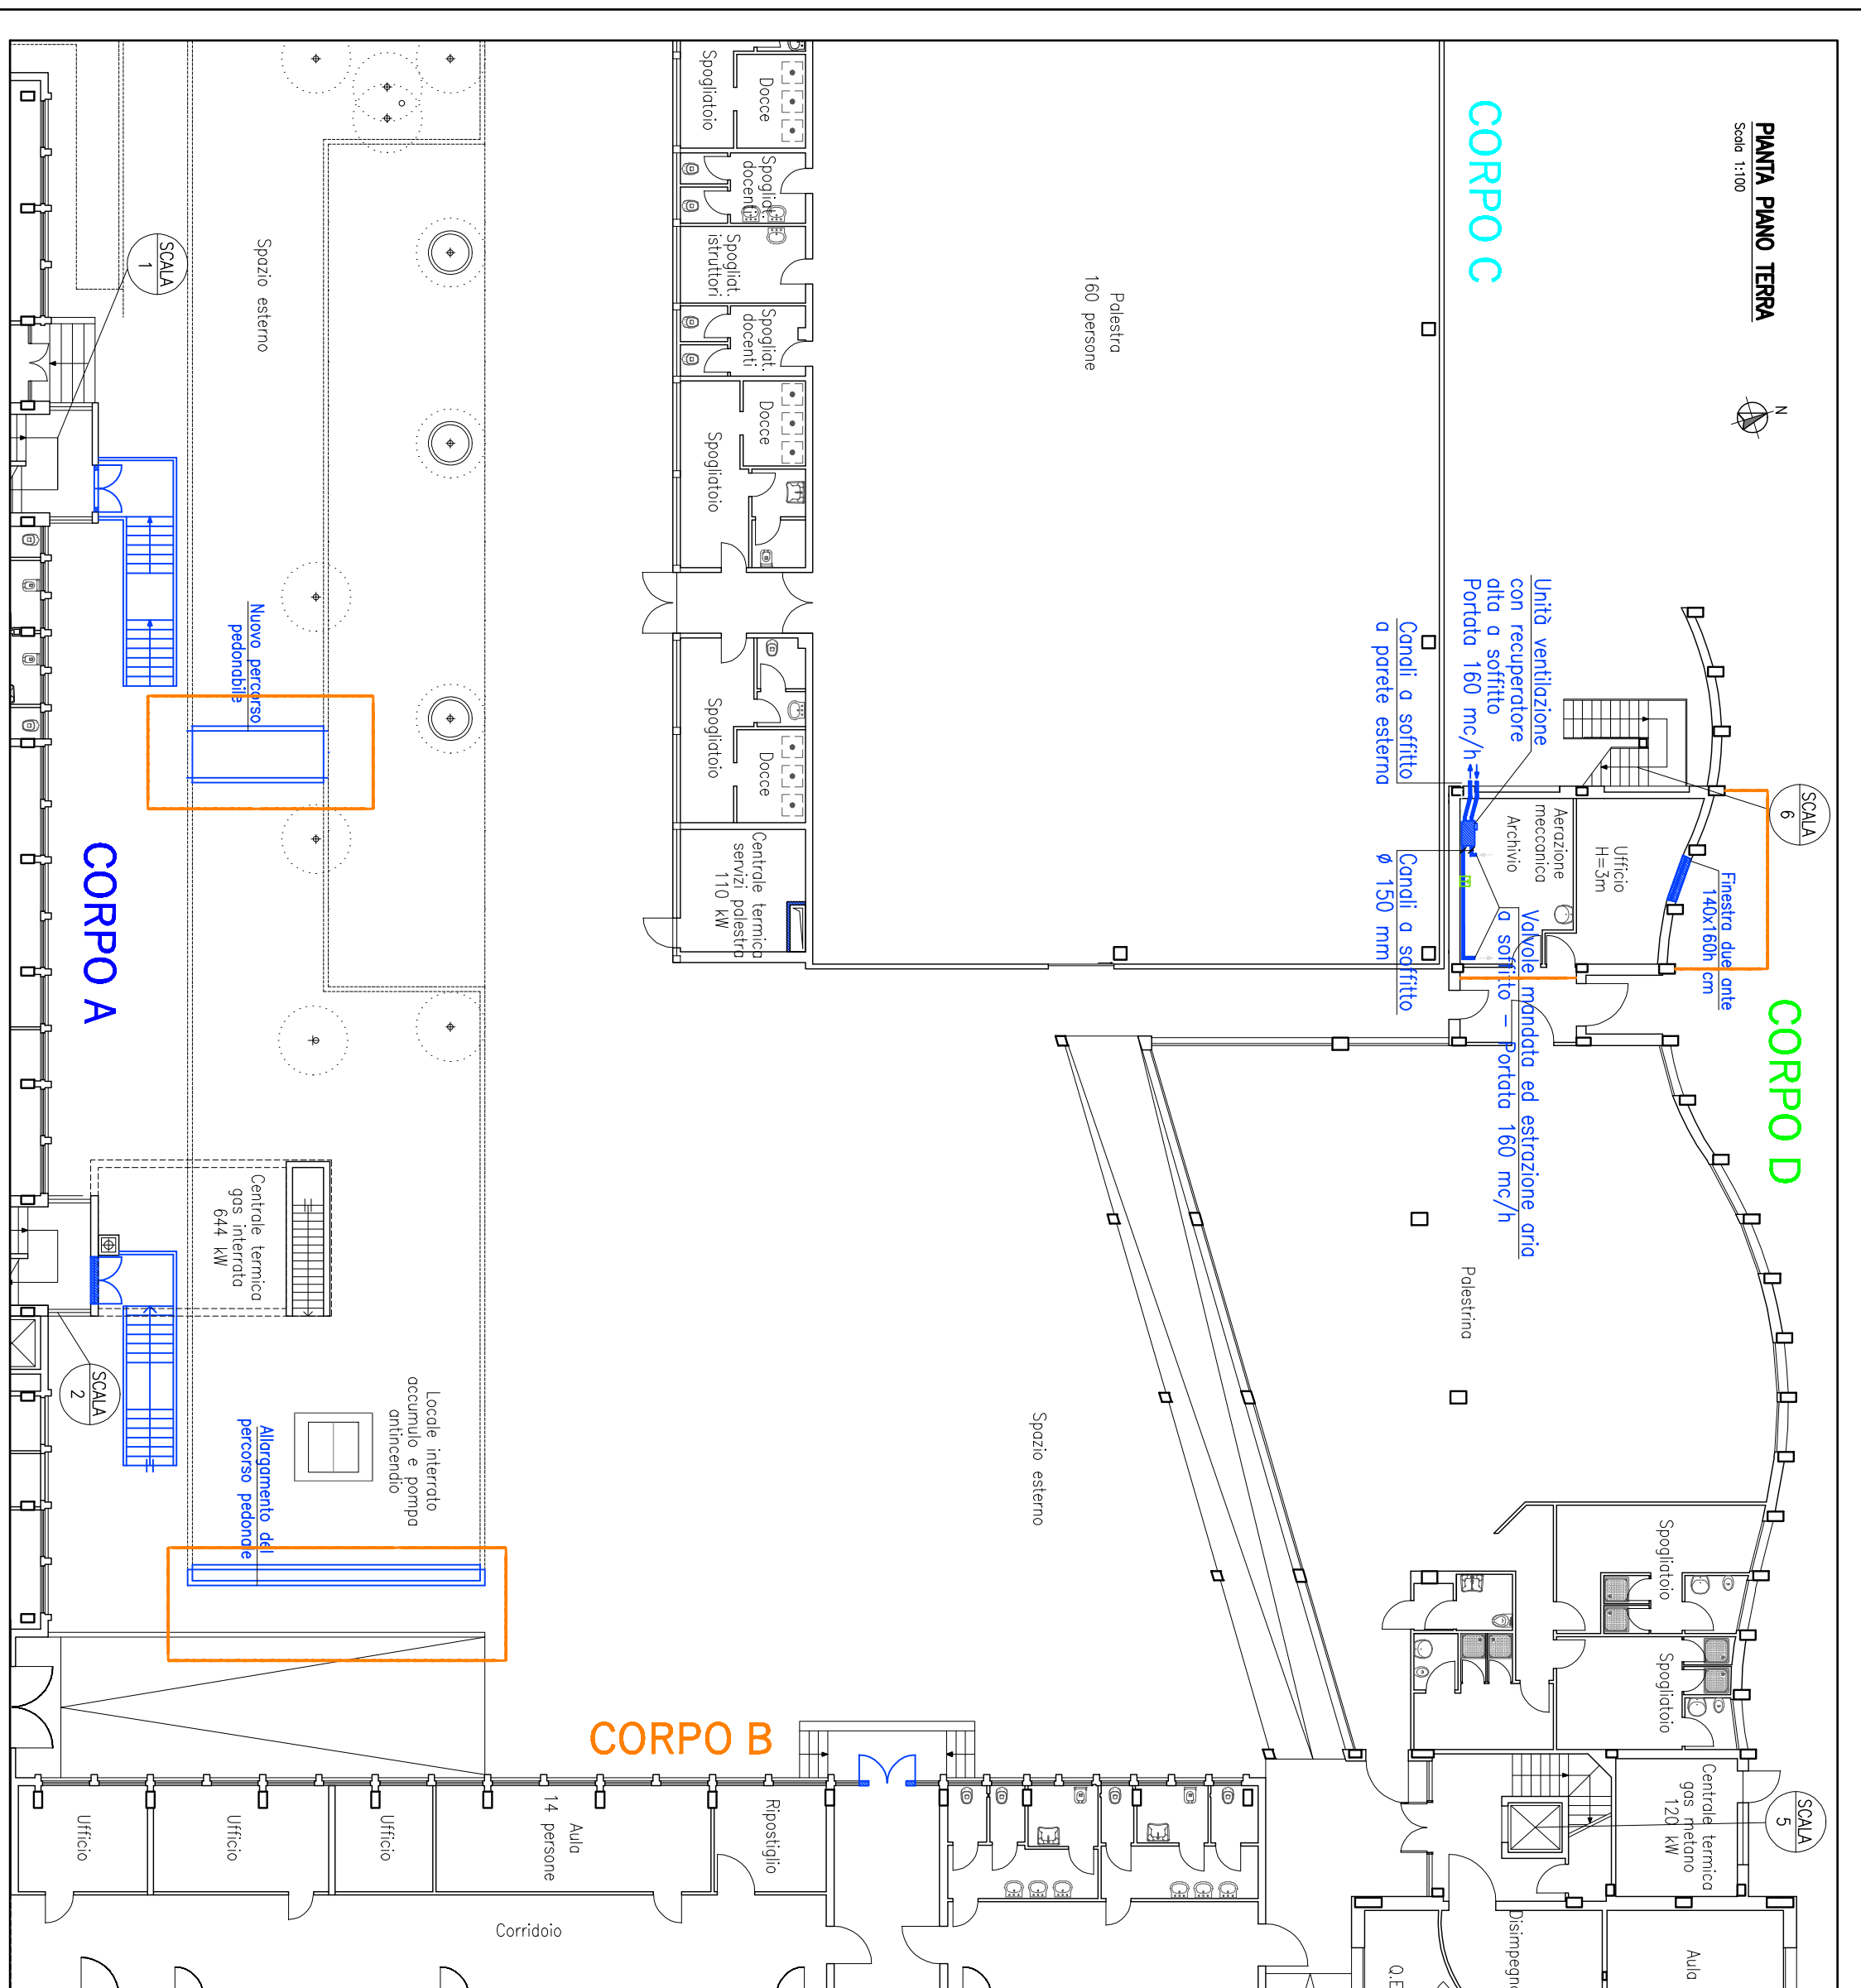 PIANTA PIANO TERRA
Scala 1:100
N
CORPO C
CORPO D
CORPO A
CORPO B
SCALA
6
Finestra due ante
140x160h cm
Ufficio
H=3m
Aerazione
meccanica
Archivio
Unità ventilazione
con recuperatore
alta a soffitto
Portata 160 mc/h
Canali a soffitto
a parete esterna
Canali a soffitto
ø 150 mm
Valvole mandata ed estrazione aria
a soffitto – Portata 160 mc/h
Palestra
160 persone
Docce
Spogliatoio
Spogliat.
docenti
Spogliat.
istruttori
Spogliat.
docenti
Docce
Spogliatoio
Spogliatoio
Docce
Centrale termica
servizi palestra
110 kW
Spazio esterno
SCALA
1
Nuovo percorso
pedonabile
Centrale termica
gas interrata
644 kW
SCALA
2
Locale interrato
accumulo e pompa
antincendio
Allargamento del
percorso pedonale
Spazio esterno
Palestrina
Spogliatoio
Spogliatoio
Centrale termica
gas metano
120 kW
SCALA
5
Ripostiglio
Aula
14 persone
Ufficio
Ufficio
Ufficio
Corridoio
Disimpegno
Aula